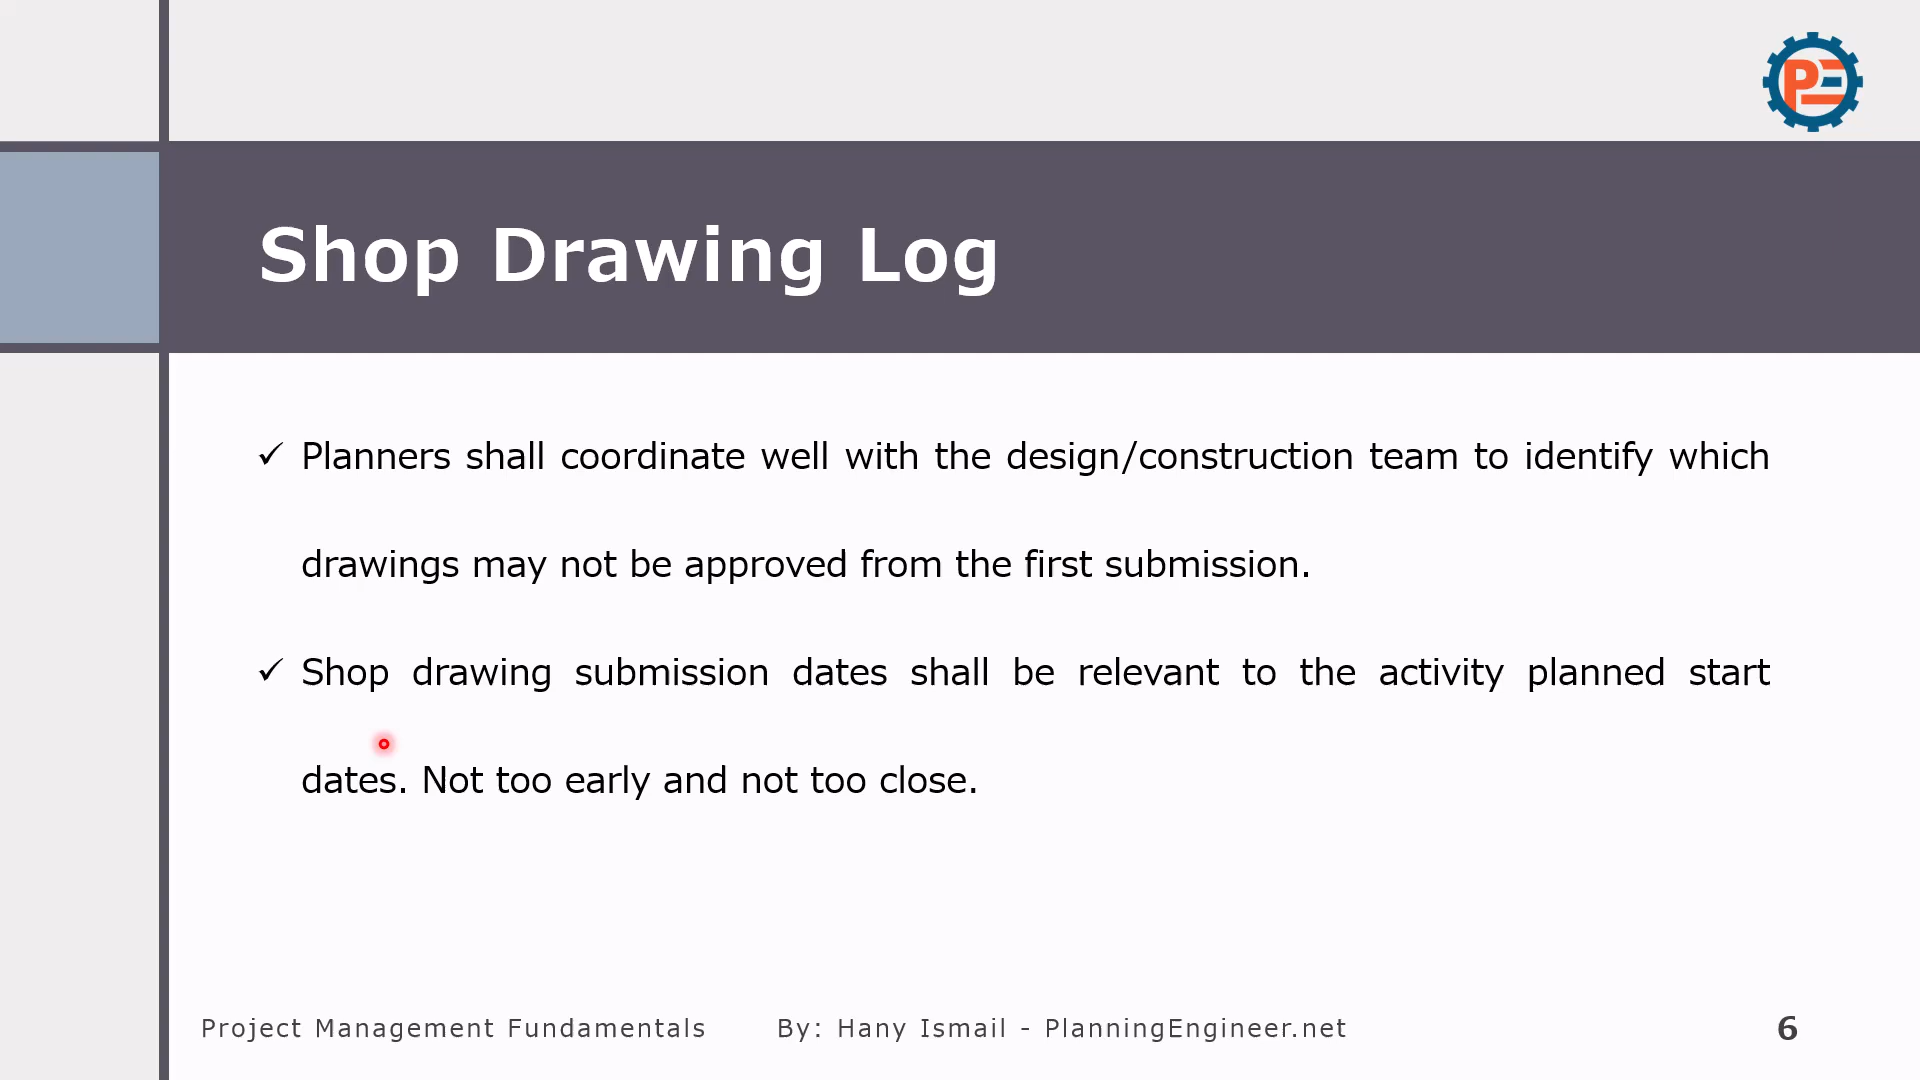 PE
Shop Drawing Log
✓ Planners shall coordinate well with the design/construction team to identify which
drawings may not be approved from the first submission.
✓ Shop drawing submission dates shall be relevant to the activity planned start
dates. Not too early and not too close.
Project Management Fundamentals By: Hany Ismail - PlanningEngineer.net 6